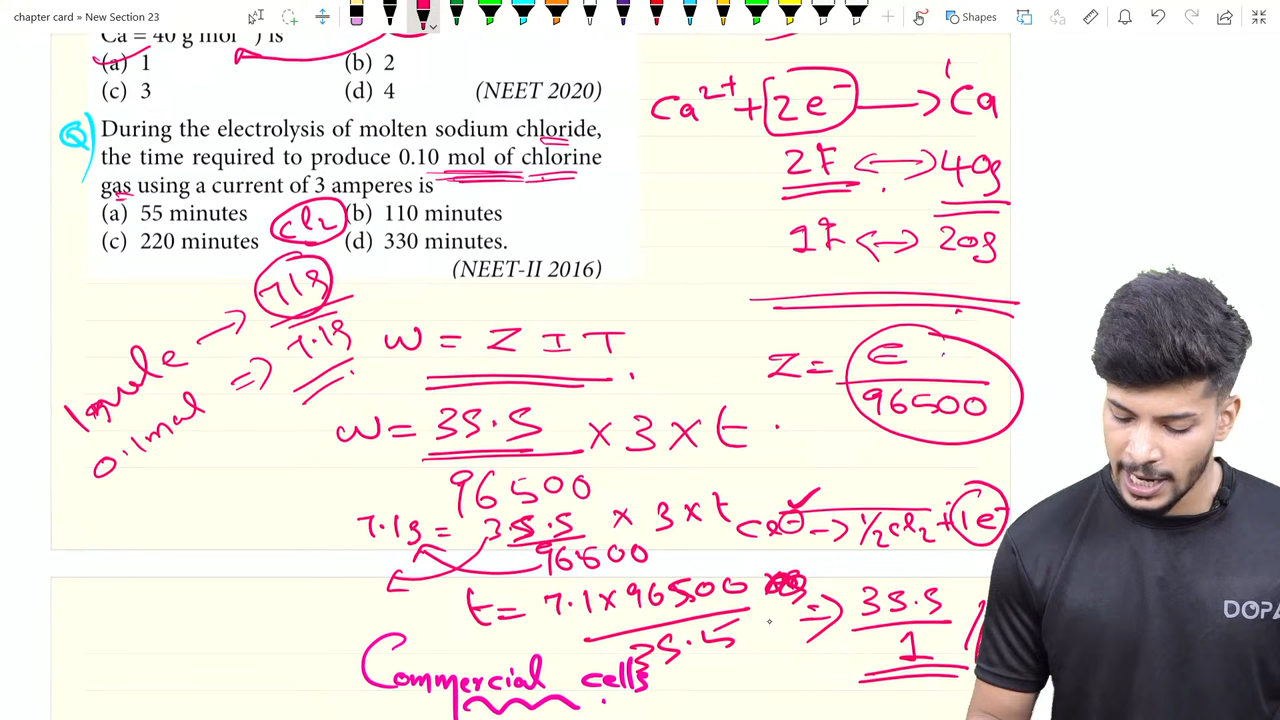 chapter card » New Section 23
Shapes
Ca = 40 g mol⁻¹) is
(a) 1 (b) 2
(c) 3 (d) 4 (NEET 2020)
Q) During the electrolysis of molten sodium chloride,
the time required to produce 0.10 mol of chlorine
gas using a current of 3 amperes is
(a) 55 minutes (b) 110 minutes
(c) 220 minutes (d) 330 minutes.
(NEET-II 2016)
Cl2
1 mole → 71g
0.1 mol ⇒ 7.1g
W = Z I T
W = 35.5 / 96500 × 3 × t
7.1g = 35.5 / 96500 × 3 × t
t = 7.1 × 96500 / 35.5
Ca²⁺ + 2e⁻ → Ca
2F ↔ 40g
1F ↔ 20g
Z = E / 96500
Cl⁻ → 1/2 Cl2 + 1e⁻
⇒ 35.5 / 1
Commercial cells
DOPA